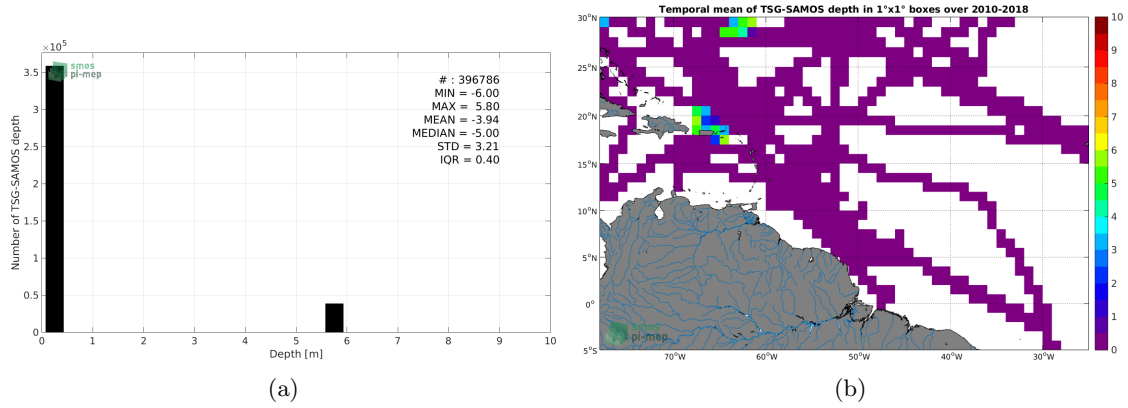 ×10⁵
smos
pi-mep
# : 396786
MIN = -6.00
MAX = 5.80
MEAN = -3.94
MEDIAN = -5.00
STD = 3.21
IQR = 0.40
Number of TSG-SAMOS depth
3.5
3
2.5
2
1.5
1
0.5
0
0 1 2 3 4 5 6 7 8 9 10
Depth [m]
(a)
Temporal mean of TSG-SAMOS depth in 1°x1° boxes over 2010-2018
30°N
25°N
20°N
15°N
10°N
5°N
0°
5°S
70°W 60°W 50°W 40°W 30°W
smos
pi-mep
10
9
8
7
6
5
4
3
2
1
0
(b)